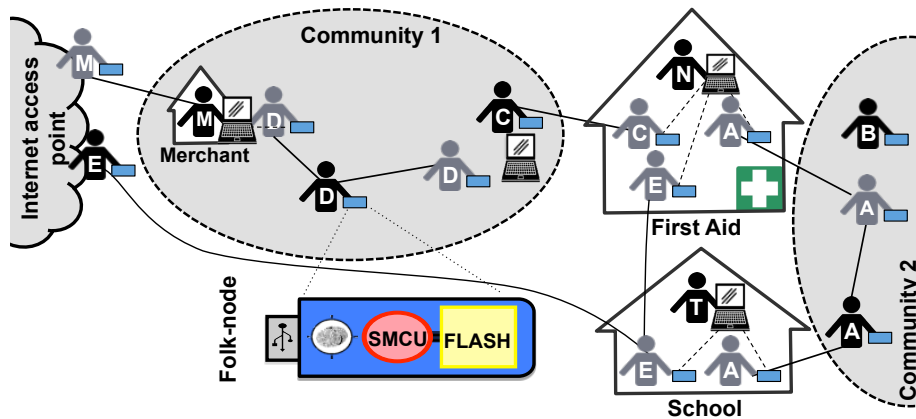 Internet access
point
M
E
Community 1
M
Merchant
D
D
D
C
Folk-node
SMCU
FLASH
N
C
A
E
First Aid
T
E
A
School
B
A
A
Community 2